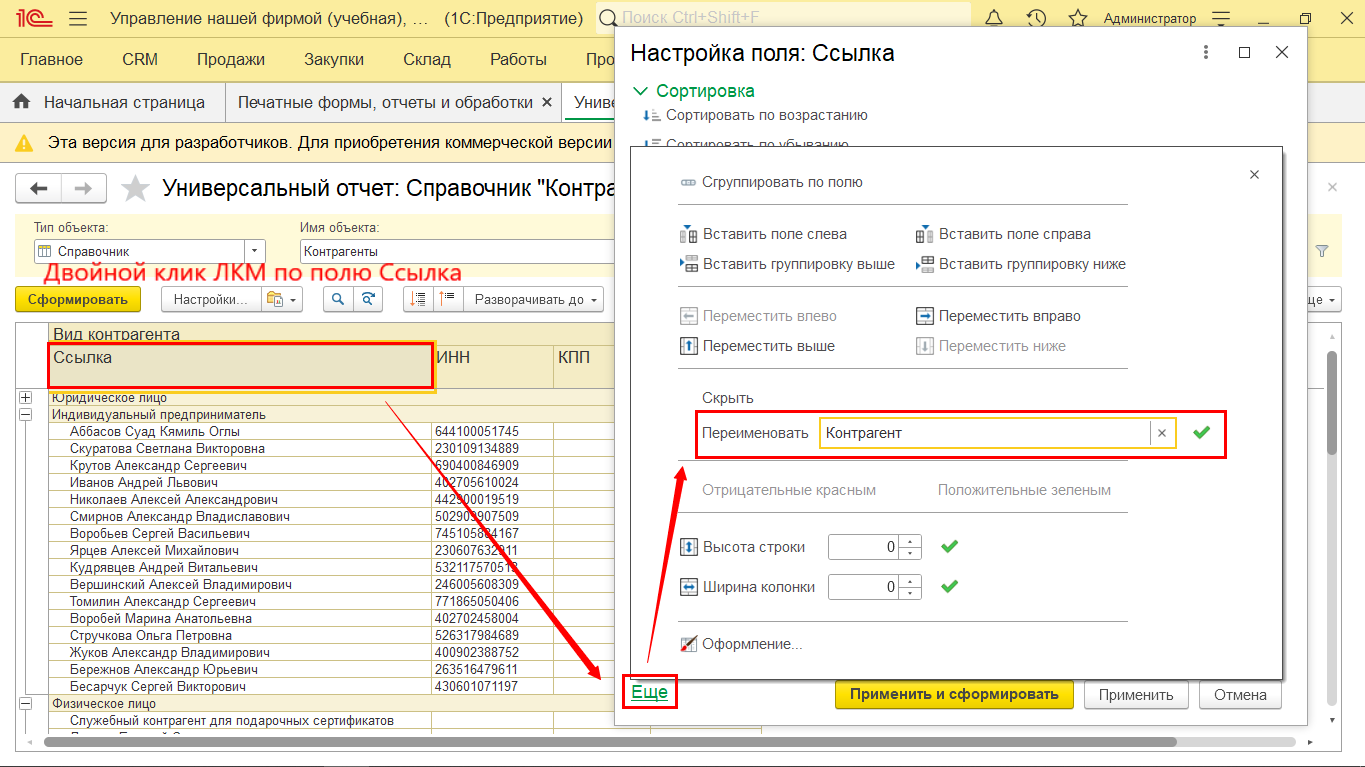 1С Управление нашей фирмой (учебная), ... (1С:Предприятие) Поиск Ctrl+Shift+F Администратор
Главное CRM Продажи Закупки Склад Работы Про
Начальная страница Печатные формы, отчеты и обработки × Униве
Эта версия для разработчиков. Для приобретения коммерческой версии
Универсальный отчет: Справочник "Контра
Тип объекта: Имя объекта:
Справочник Контрагенты
Двойной клик ЛКМ по полю Ссылка
Сформировать Настройки... Разворачивать до ще
Вид контрагента
Ссылка ИНН КПП
Юридическое лицо
Индивидуальный предприниматель
Аббасов Суад Кямиль Оглы 644100051745
Скуратова Светлана Викторовна 230109134889
Крутов Александр Сергеевич 690400846909
Иванов Андрей Львович 402705610024
Николаев Алексей Александрович 442900019519
Смирнов Александр Владиславович 502909907509
Воробьев Сергей Васильевич
Ярцев Алексей Михайлович
Кудрявцев Андрей Витальевич
Вершинский Алексей Владимирович 246005608309
Томилин Александр Сергеевич 771865050406
Воробей Марина Анатольевна 402702458004
Стручкова Ольга Петровна 526317984689
Жуков Александр Владимирович 400902388752
Бережнов Александр Юрьевич 263516479611
Бесарчук Сергей Викторович 430601071197
Физическое лицо
Служебный контрагент для подарочных сертификатов
Настройка поля: Ссылка
Сортировка
Сортировать по возрастанию
Сортировать по убыванию
Сгруппировать по полю
Вставить поле слева Вставить поле справа
Вставить группировку выше Вставить группировку ниже
Переместить влево Переместить вправо
Переместить выше Переместить ниже
Скрыть
Переименовать Контрагент ×
Отрицательные красным Положительные зеленым
Высота строки 0
Ширина колонки 0
Оформление...
Еще Применить и сформировать Применить Отмена